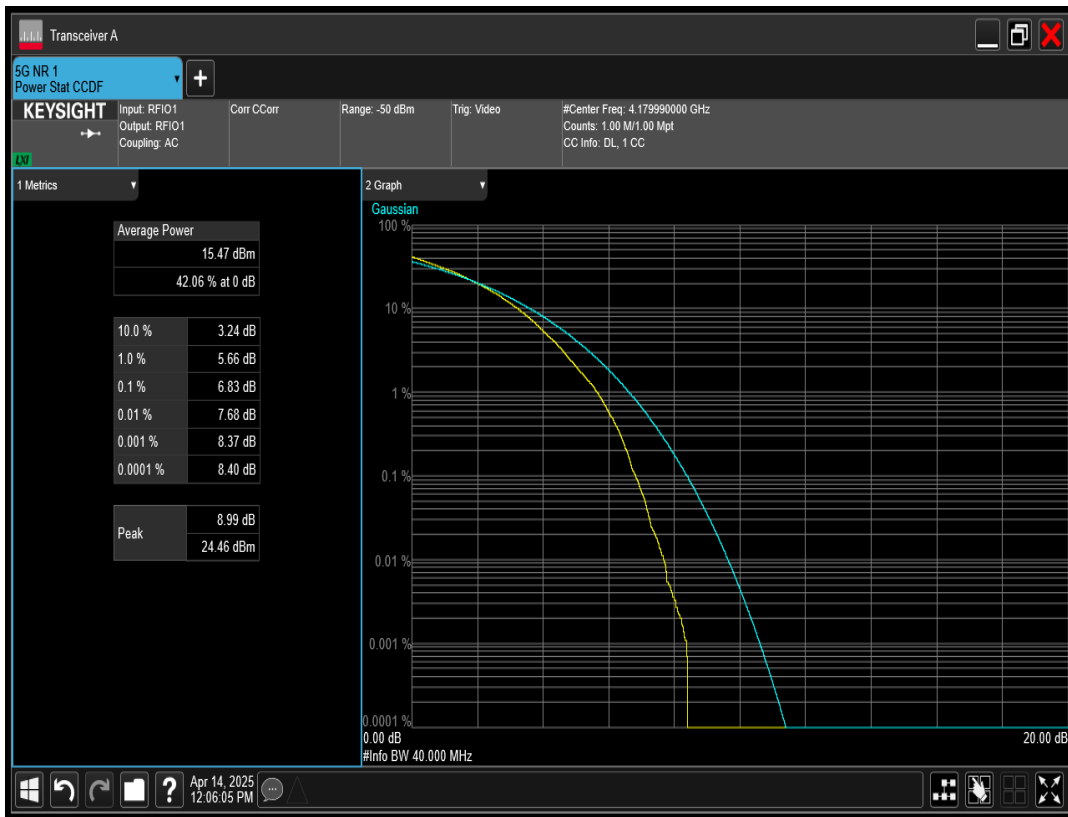 Transceiver A
5G NR 1
Power Stat CCDF
+
KEYSIGHT
LXI
Input: RFIO1
Output: RFIO1
Coupling: AC
Corr CCorr
Range: -50 dBm
Trig: Video
#Center Freq: 4.179990000 GHz
Counts: 1.00 M/1.00 Mpt
CC Info: DL, 1 CC
1 Metrics
Average Power
15.47 dBm
42.06 % at 0 dB
10.0 % 3.24 dB
1.0 % 5.66 dB
0.1 % 6.83 dB
0.01 % 7.68 dB
0.001 % 8.37 dB
0.0001 % 8.40 dB
Peak
8.99 dB
24.46 dBm
2 Graph
Gaussian
100 %
10 %
1 %
0.1 %
0.01 %
0.001 %
0.0001 %
0.00 dB 20.00 dB
#Info BW 40.000 MHz
?
Apr 14, 2025
12:06:05 PM